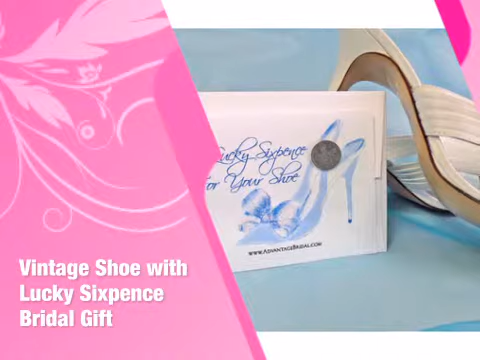 Lucky Sixpence
for Your Shoe
www.AdvantageBridal.com
Vintage Shoe with
Lucky Sixpence
Bridal Gift